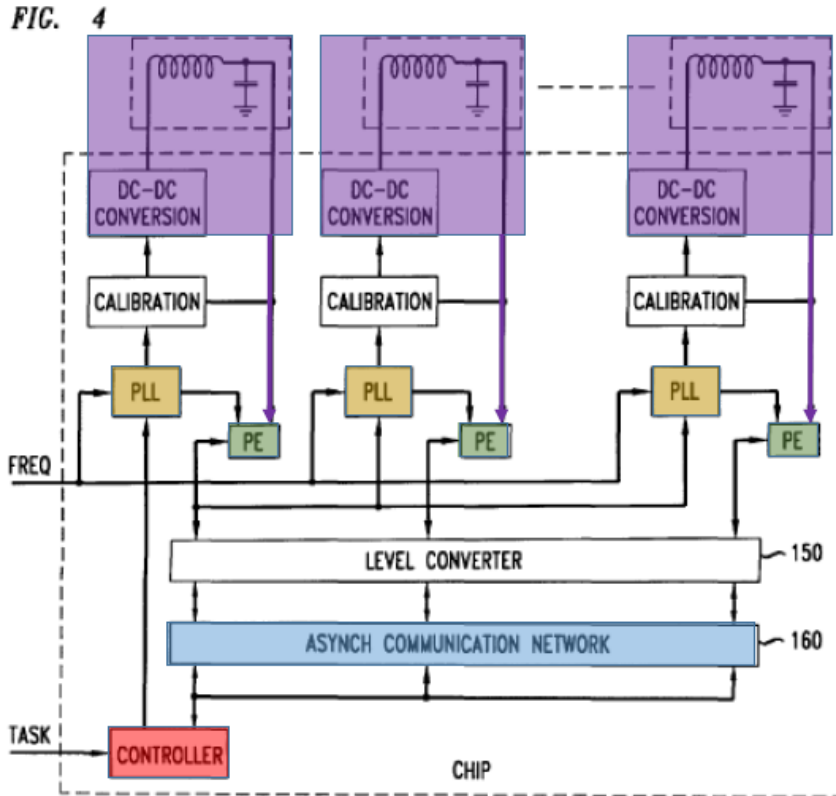 FIG. 4
DC-DC
CONVERSION
DC-DC
CONVERSION
DC-DC
CONVERSION
CALIBRATION
CALIBRATION
CALIBRATION
PLL
PLL
PLL
PE
PE
PE
FREQ
LEVEL CONVERTER
150
ASYNCH COMMUNICATION NETWORK
160
TASK
CONTROLLER
CHIP